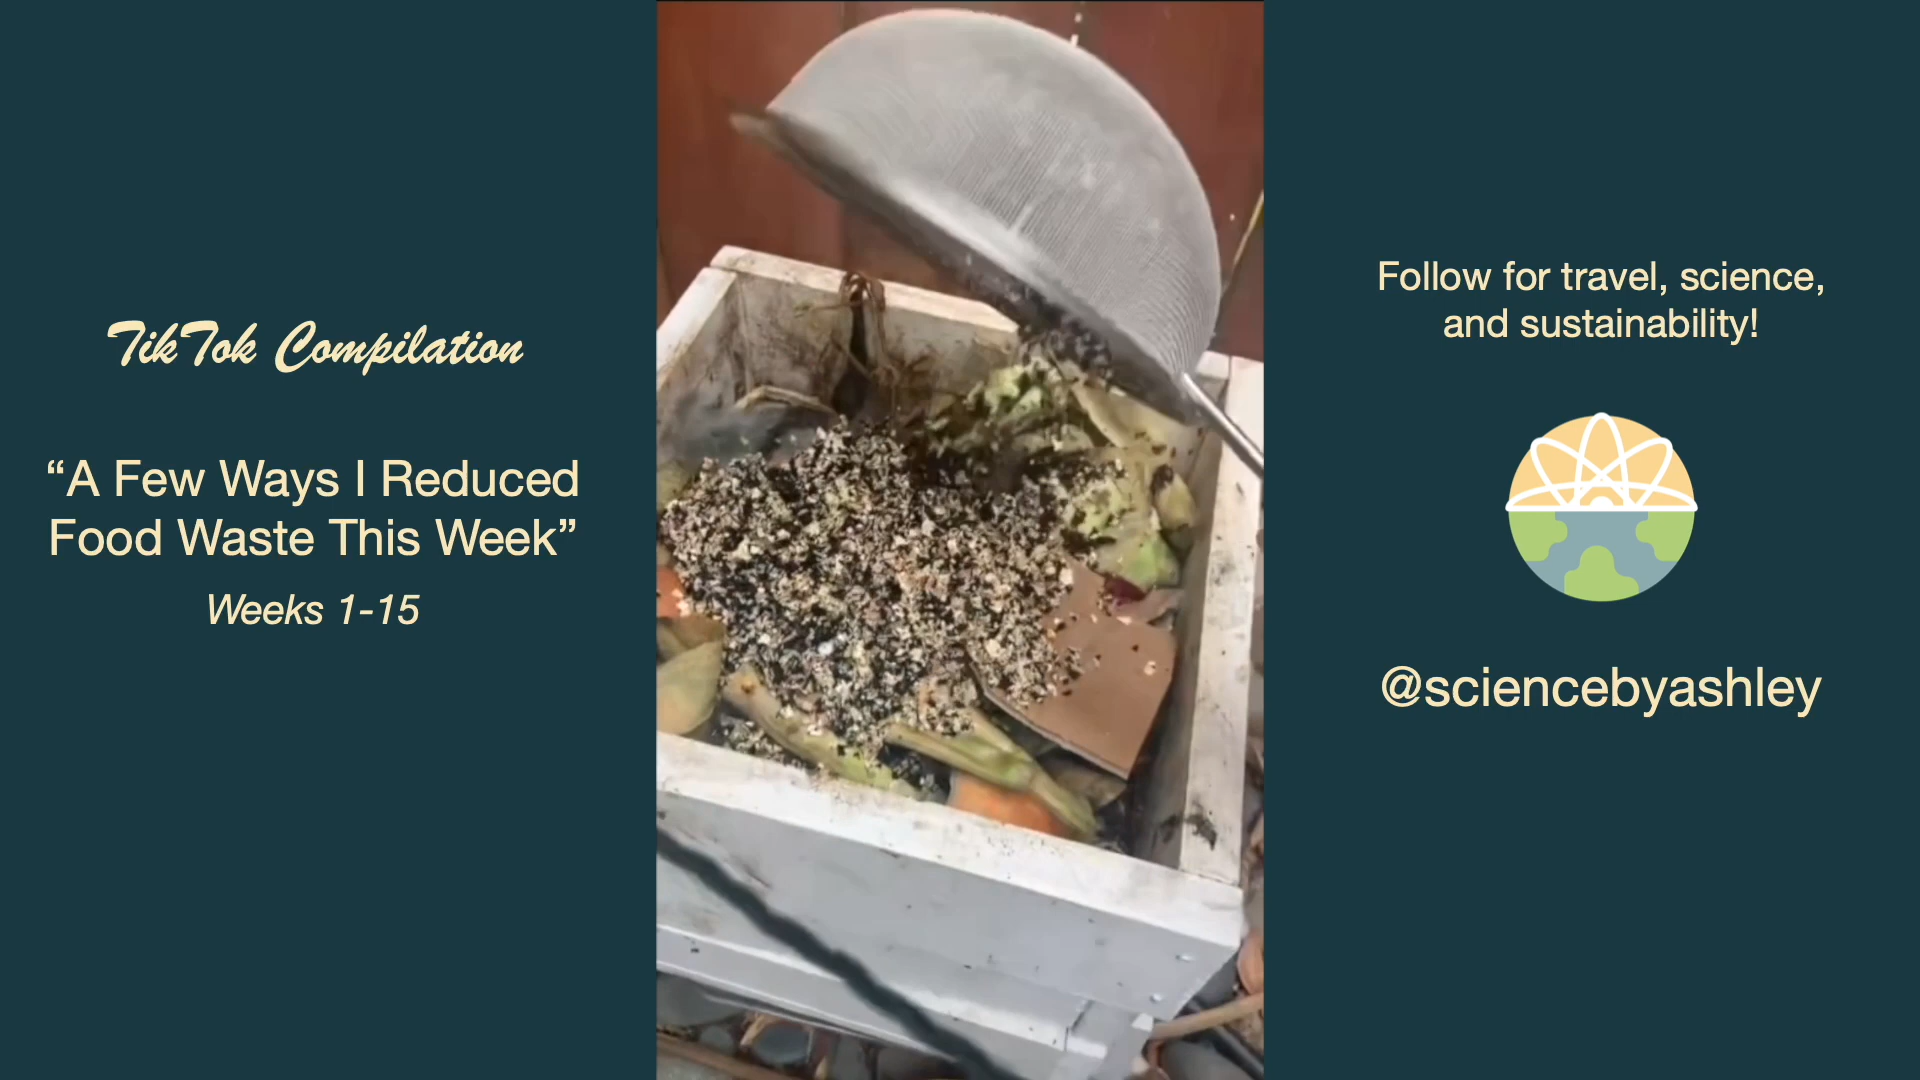 TikTok Compilation
“A Few Ways I Reduced
Food Waste This Week”
Weeks 1-15
Follow for travel, science,
and sustainability!
@sciencebyashley